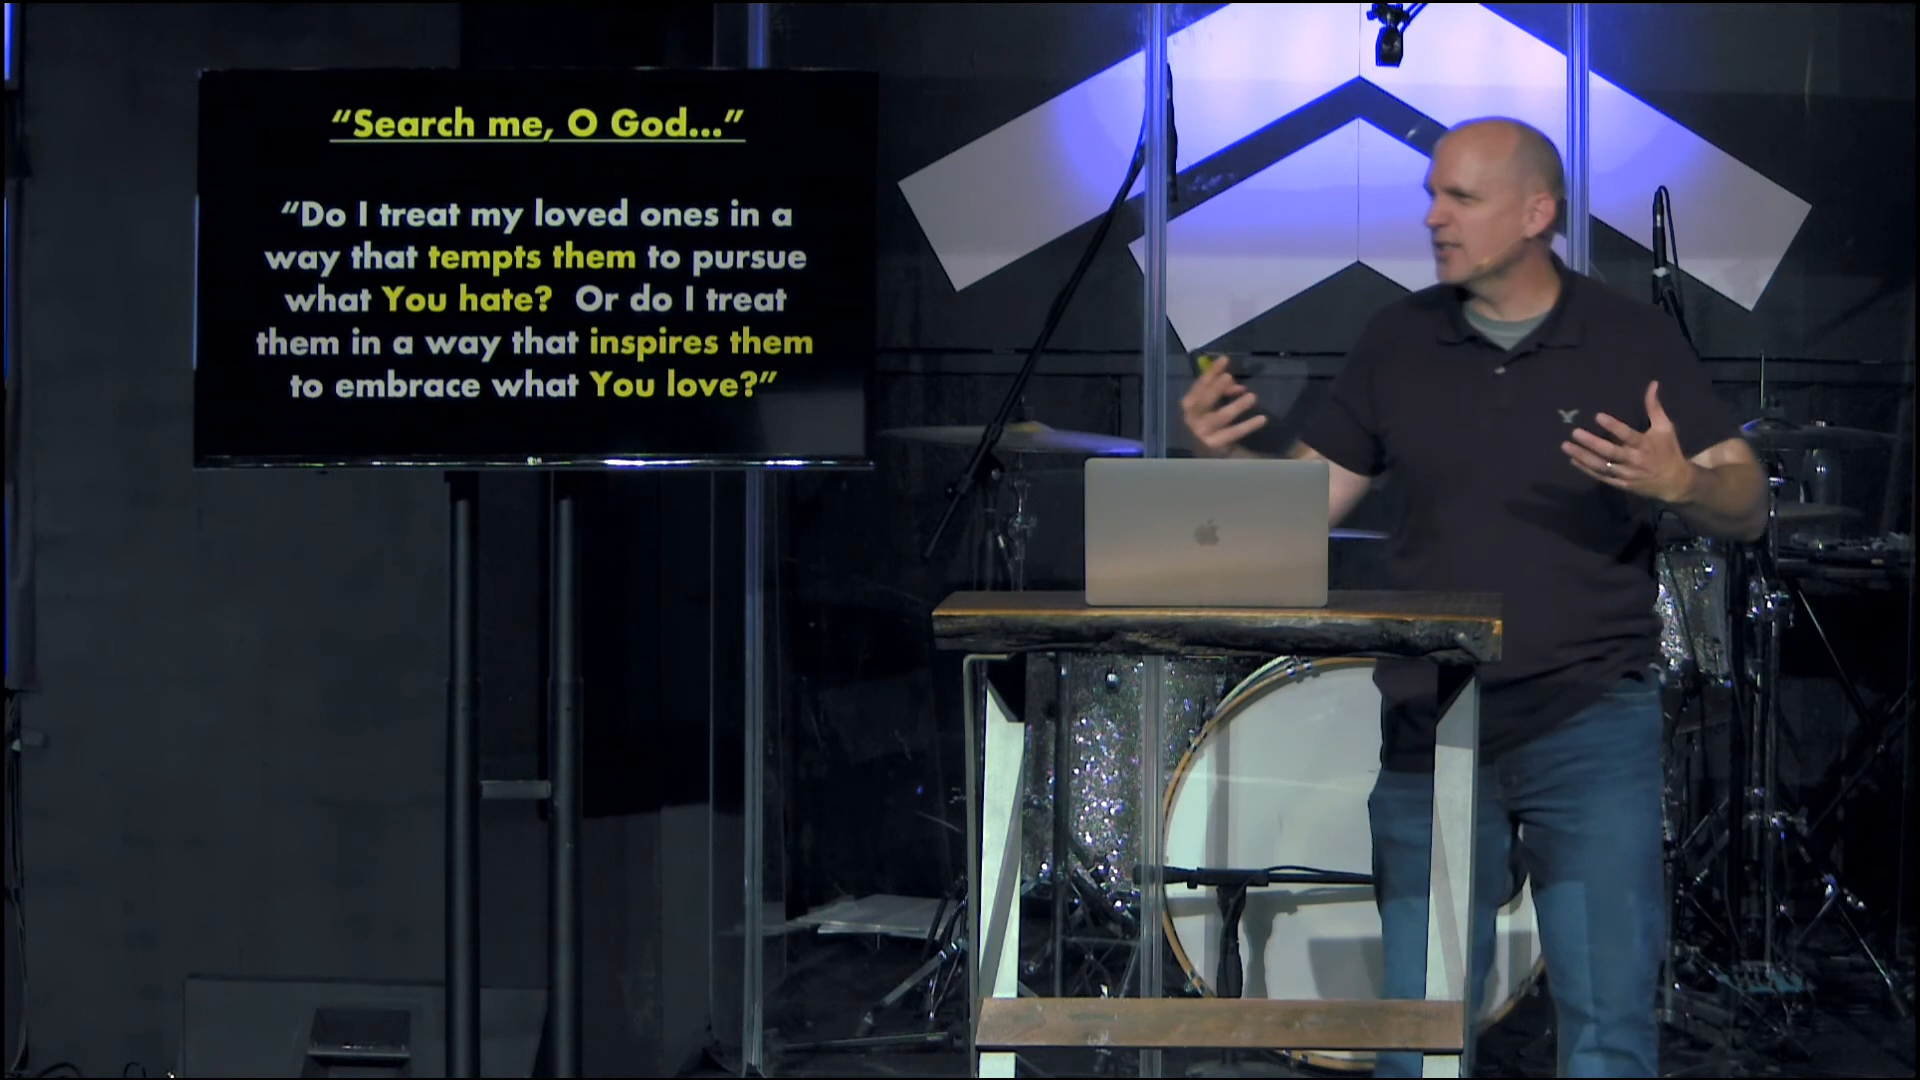 “Search me, O God...”
“Do I treat my loved ones in a
way that tempts them to pursue
what You hate?  Or do I treat
them in a way that inspires them
to embrace what You love?”